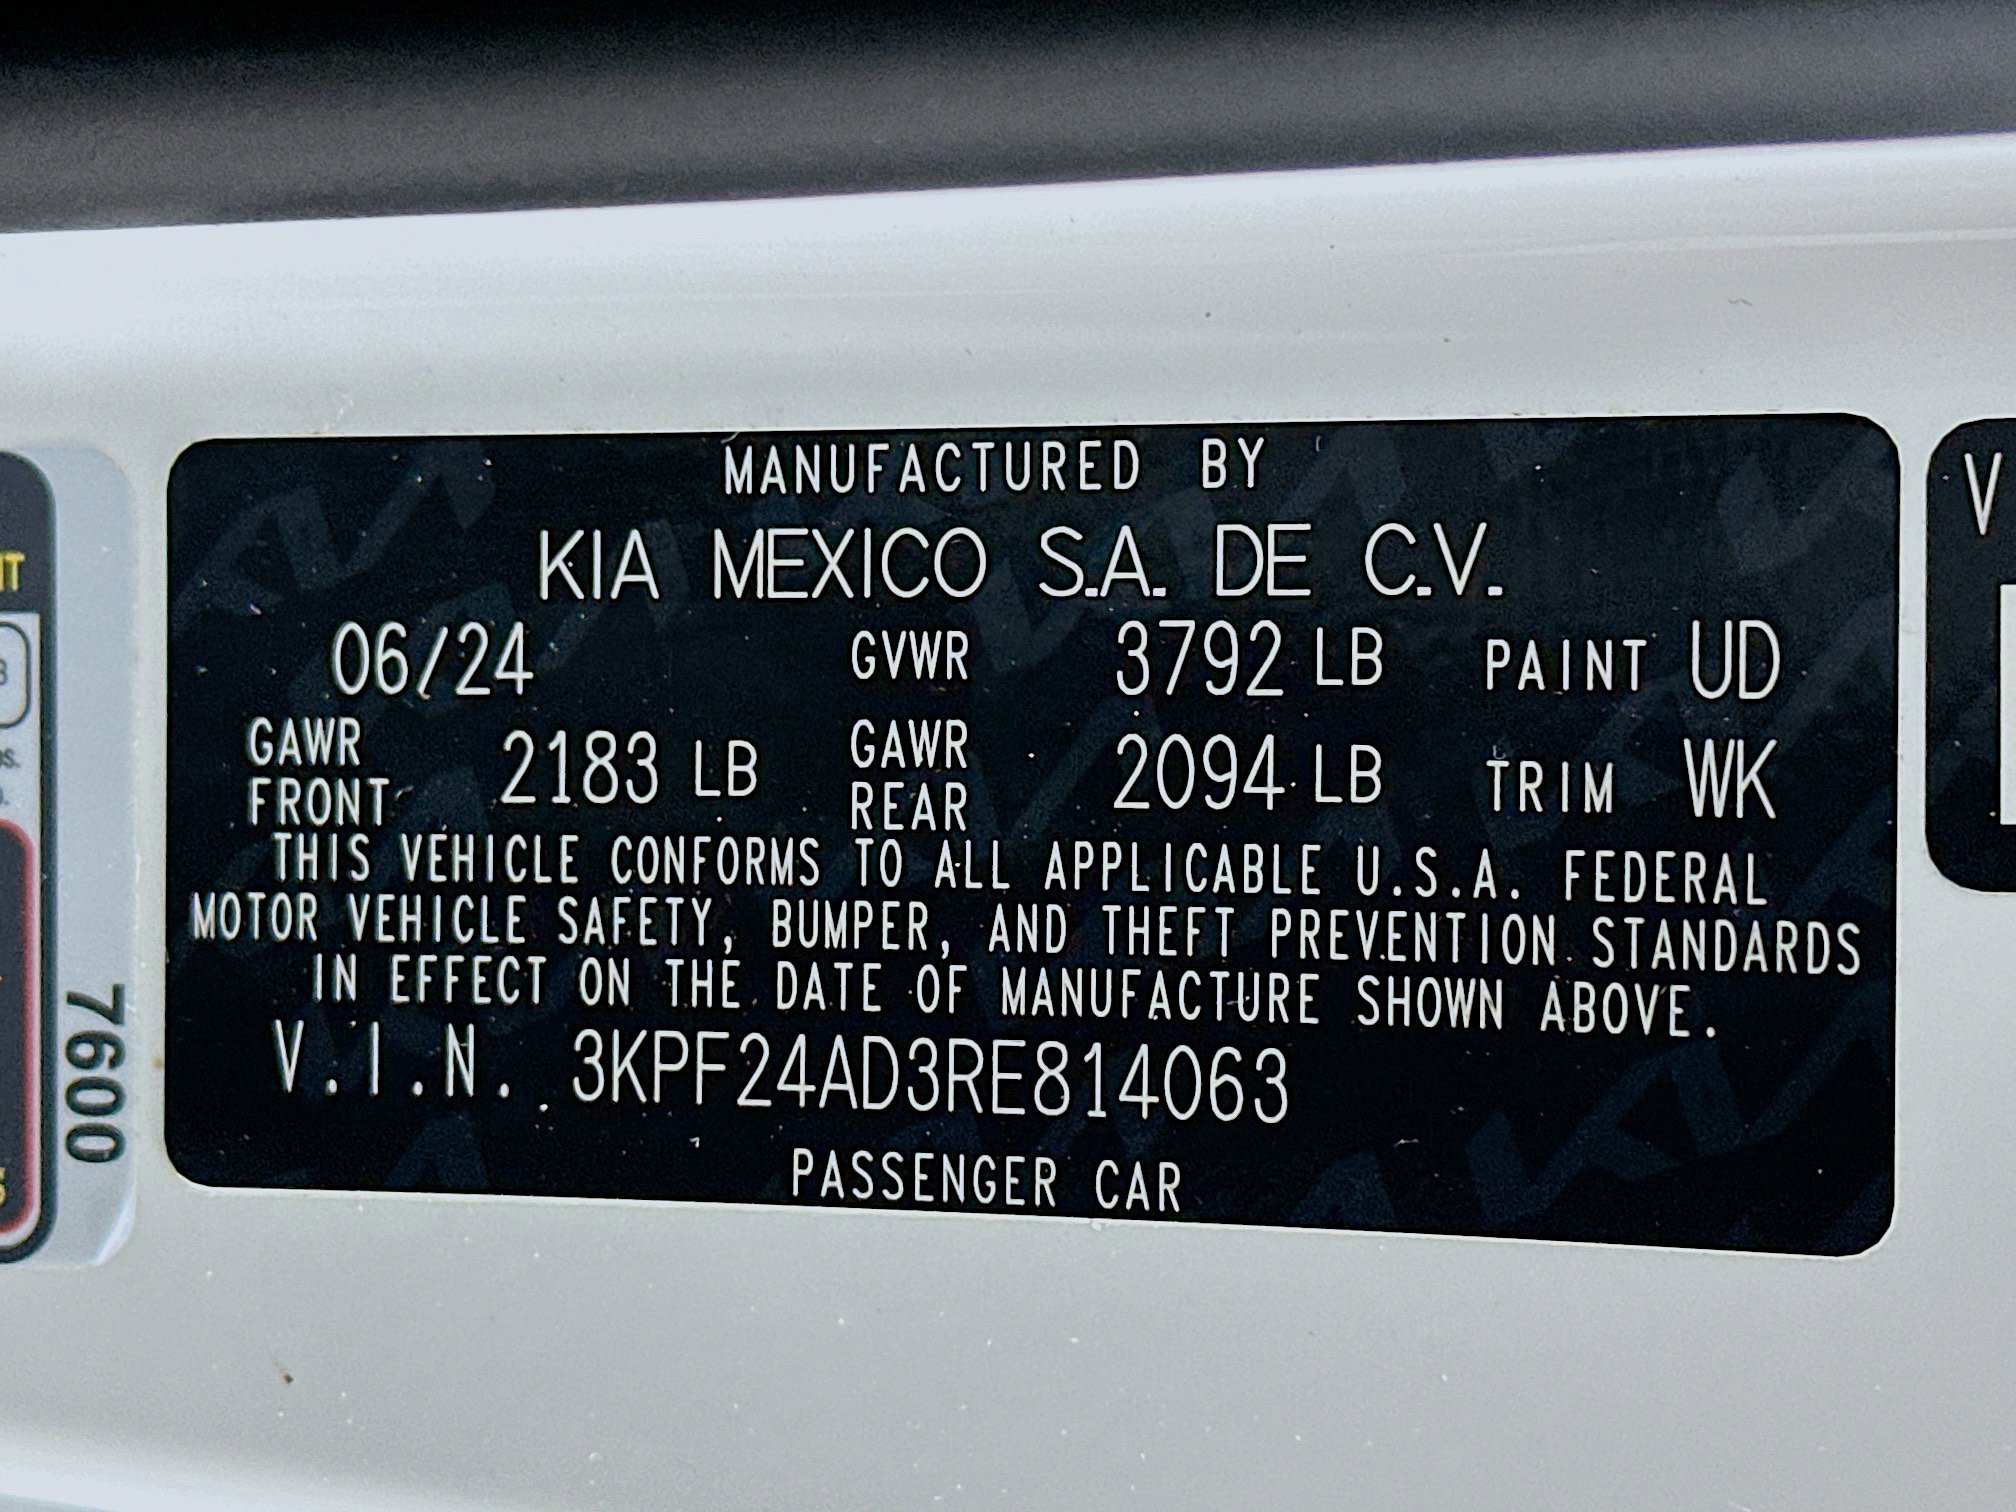 MANUFACTURED BY
KIA MEXICO S.A. DE C.V.
06/24 GVWR 3792 LB PAINT UD
GAWR FRONT 2183 LB GAWR REAR 2094 LB TRIM WK
THIS VEHICLE CONFORMS TO ALL APPLICABLE U.S.A. FEDERAL
MOTOR VEHICLE SAFETY, BUMPER, AND THEFT PREVENTION STANDARDS
IN EFFECT ON THE DATE OF MANUFACTURE SHOWN ABOVE.
V.I.N. 3KPF24AD3RE814063
PASSENGER CAR
7600
V